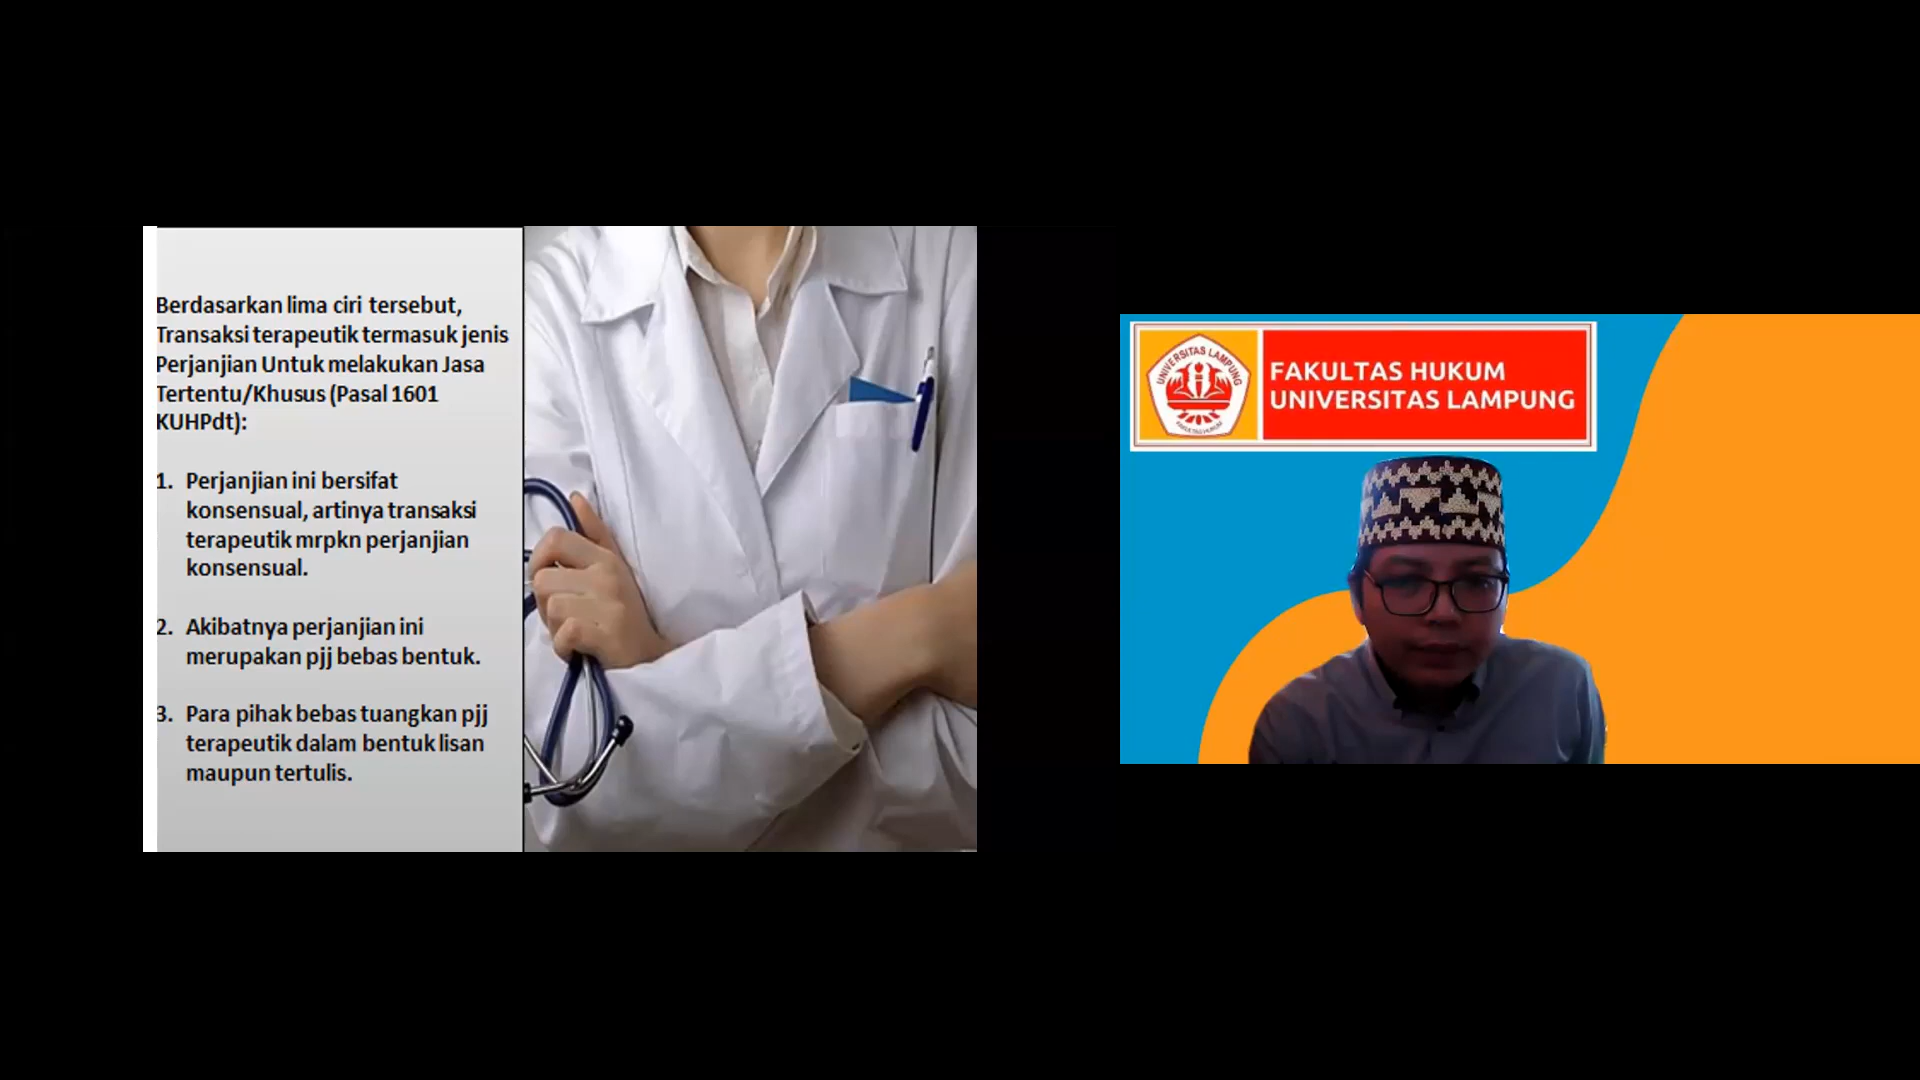 Berdasarkan lima ciri tersebut,
Transaksi terapeutik termasuk jenis
Perjanjian Untuk melakukan Jasa
Tertentu/Khusus (Pasal 1601
KUHPdt):
1. Perjanjian ini bersifat
konsensual, artinya transaksi
terapeutik mrpkn perjanjian
konsensual.
2. Akibatnya perjanjian ini
merupakan pjj bebas bentuk.
3. Para pihak bebas tuangkan pjj
terapeutik dalam bentuk lisan
maupun tertulis.
UNIVERSITAS LAMPUNG
FAKULTAS HUKUM
FAKULTAS HUKUM
UNIVERSITAS LAMPUNG